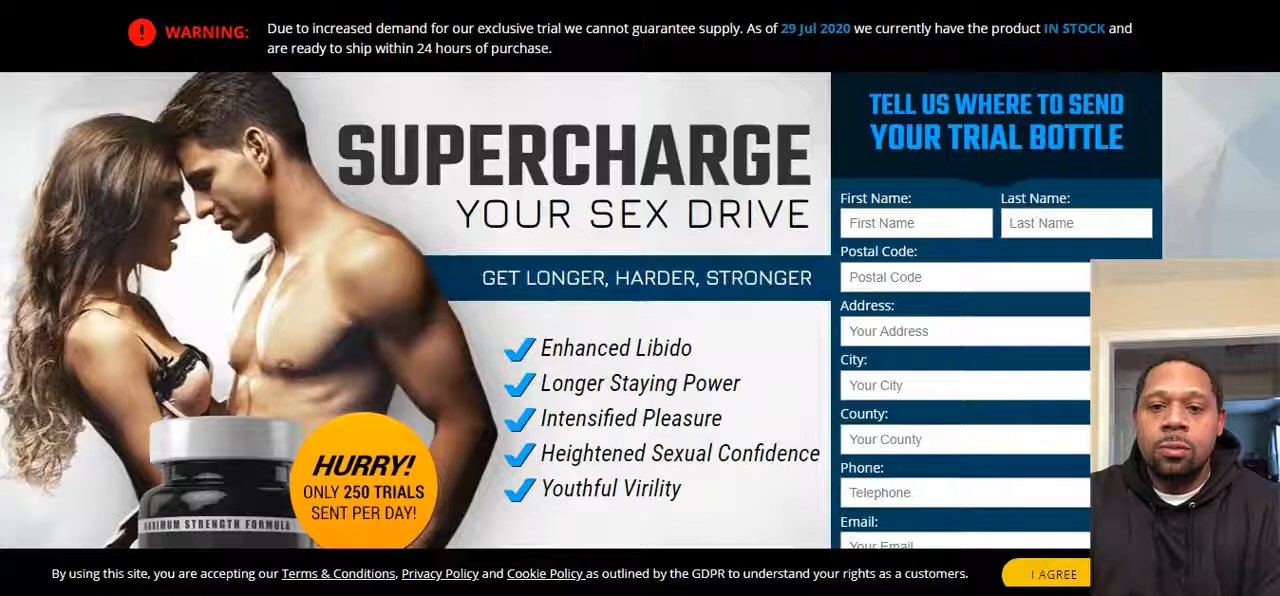 WARNING:
Due to increased demand for our exclusive trial we cannot guarantee supply. As of 29 Jul 2020 we currently have the product IN STOCK and
are ready to ship within 24 hours of purchase.
SUPERCHARGE
YOUR SEX DRIVE
GET LONGER, HARDER, STRONGER
Enhanced Libido
Longer Staying Power
Intensified Pleasure
Heightened Sexual Confidence
Youthful Virility
MAXIMUM STRENGTH FORMULA
HURRY!
ONLY 250 TRIALS
SENT PER DAY!
TELL US WHERE TO SEND
YOUR TRIAL BOTTLE
First Name: Last Name:
First Name Last Name
Postal Code:
Postal Code
Address:
Your Address
City:
Your City
County:
Your County
Phone:
Telephone
Email:
Your Email
By using this site, you are accepting our Terms & Conditions, Privacy Policy and Cookie Policy as outlined by the GDPR to understand your rights as a customers.
I AGREE